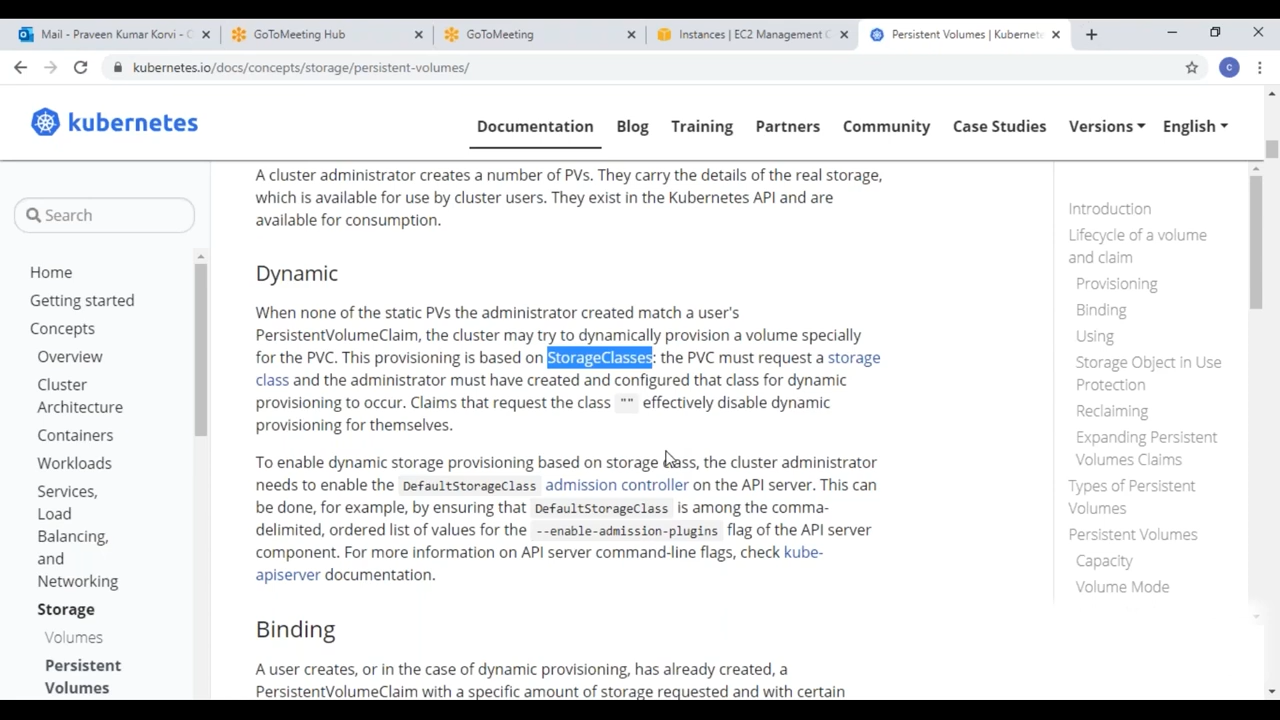 Mail - Praveen Kumar Korvi - C
GoToMeeting Hub
GoToMeeting
Instances | EC2 Management C
Persistent Volumes | Kubernete
kubernetes.io/docs/concepts/storage/persistent-volumes/
C
kubernetes
Documentation
Blog
Training
Partners
Community
Case Studies
Versions
English
Search
Home
Getting started
Concepts
Overview
Cluster
Architecture
Containers
Workloads
Services,
Load
Balancing,
and
Networking
Storage
Volumes
Persistent
Volumes
A cluster administrator creates a number of PVs. They carry the details of the real storage,
which is available for use by cluster users. They exist in the Kubernetes API and are
available for consumption.
Dynamic
When none of the static PVs the administrator created match a user's
PersistentVolumeClaim, the cluster may try to dynamically provision a volume specially
for the PVC. This provisioning is based on StorageClasses: the PVC must request a storage
class and the administrator must have created and configured that class for dynamic
provisioning to occur. Claims that request the class "" effectively disable dynamic
provisioning for themselves.
To enable dynamic storage provisioning based on storage class, the cluster administrator
needs to enable the DefaultStorageClass admission controller on the API server. This can
be done, for example, by ensuring that DefaultStorageClass is among the comma-
delimited, ordered list of values for the --enable-admission-plugins flag of the API server
component. For more information on API server command-line flags, check kube-
apiserver documentation.
Binding
A user creates, or in the case of dynamic provisioning, has already created, a
PersistentVolumeClaim with a specific amount of storage requested and with certain
Introduction
Lifecycle of a volume
and claim
Provisioning
Binding
Using
Storage Object in Use
Protection
Reclaiming
Expanding Persistent
Volumes Claims
Types of Persistent
Volumes
Persistent Volumes
Capacity
Volume Mode